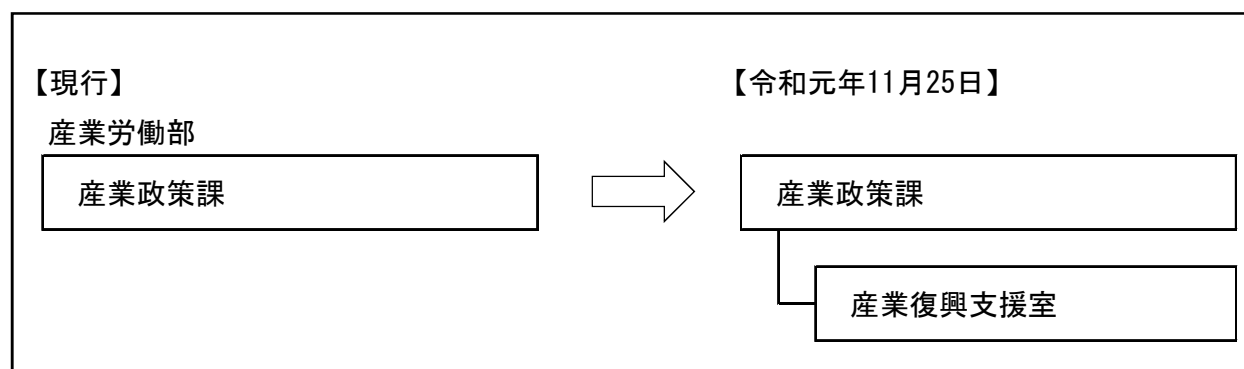 【現行】
【令和元年11月25日】
産業労働部
産業政策課
産業政策課
産業復興支援室